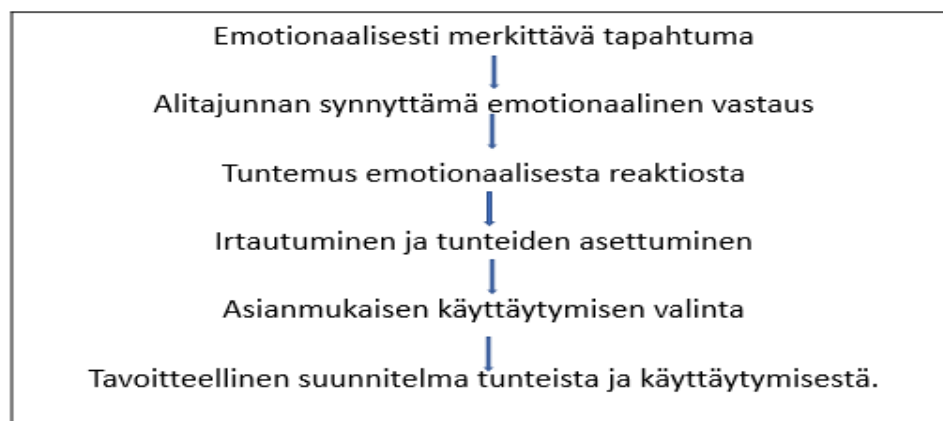 Emotionaalisesti merkittävä tapahtuma
Alitajunnan synnyttämä emotionaalinen vastaus
Tuntemus emotionaalisesta reaktiosta
Irtautuminen ja tunteiden asettuminen
Asianmukaisen käyttäytymisen valinta
Tavoitteellinen suunnitelma tunteista ja käyttäytymisestä.